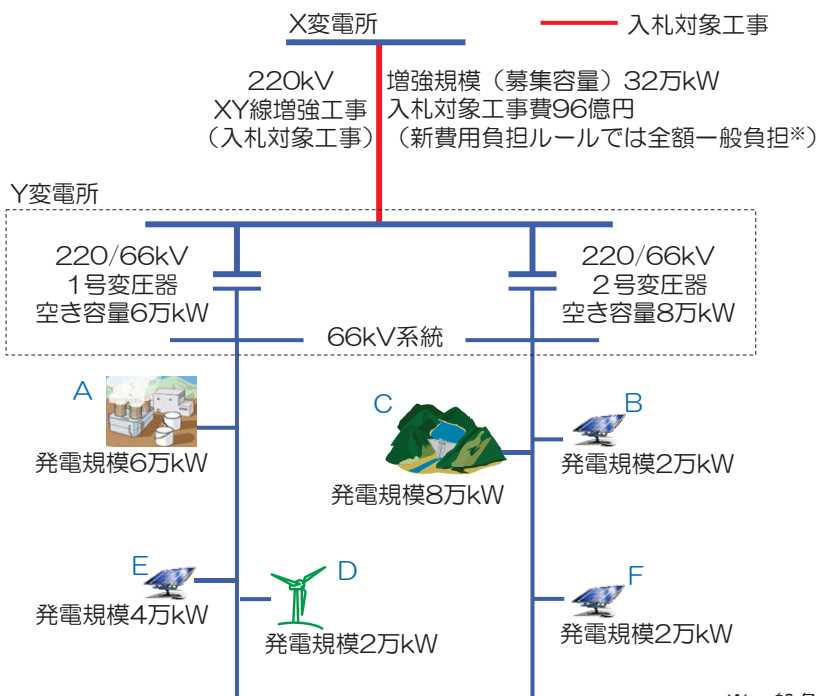 X変電所
入札対象工事
220kV
XY線増強工事
（入札対象工事）
増強規模（募集容量）32万kW
入札対象工事費96億円
（新費用負担ルールでは全額一般負担※）
Y変電所
220/66kV
1号変圧器
空き容量6万kW
220/66kV
2号変圧器
空き容量8万kW
66kV系統
A
発電規模6万kW
C
発電規模8万kW
B
発電規模2万kW
E
発電規模4万kW
D
発電規模2万kW
F
発電規模2万kW